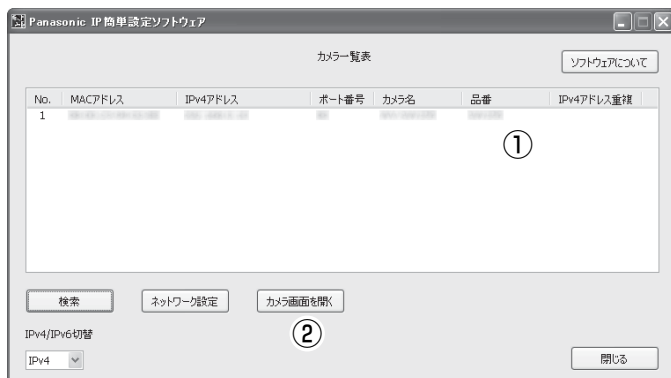 Panasonic IP簡単設定ソフトウェア
カメラ一覧表
ソフトウェアについて
No. MACアドレス IPv4アドレス ポート番号 カメラ名 品番 IPv4アドレス重複
1
①
検索 ネットワーク設定 カメラ画面を開く
②
IPv4/IPv6切替
IPv4 閉じる